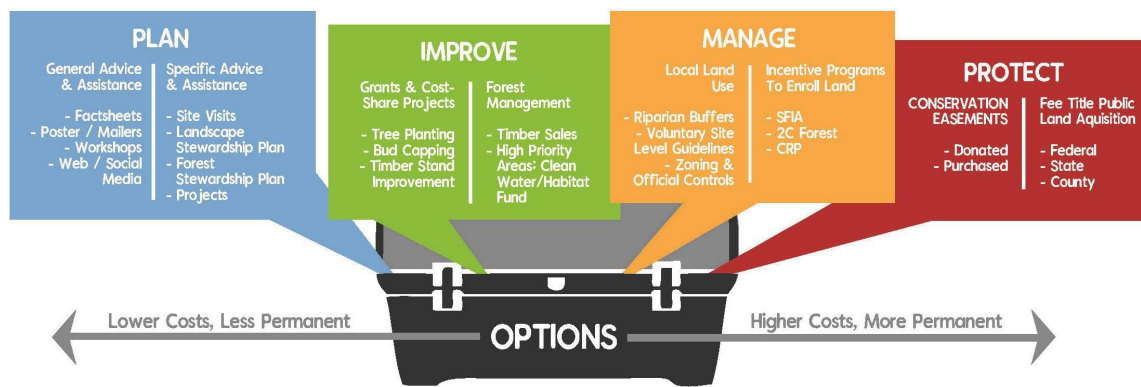 PLAN
General Advice
& Assistance
- Factsheets
- Poster / Mailers
- Workshops
- Web / Social
Media
Specific Advice
& Assistance
- Site Visits
- Landscape
Stewardship Plan
- Forest
Stewardship Plan
- Projects
IMPROVE
Grants & Cost-
Share Projects
- Tree Planting
- Bud Capping
- Timber Stand
Improvement
Forest
Management
- Timber Sales
- High Priority
Areas: Clean
Water/Habitat
Fund
MANAGE
Local Land
Use
- Riparian Buffers
- Voluntary Site
Level Guidelines
- Zoning &
Official Controls
Incentive Programs
To Enroll Land
- SFIA
- 2C Forest
- CRP
PROTECT
CONSERVATION
EASEMENTS
- Donated
- Purchased
Fee Title Public
Land Aquisition
- Federal
- State
- County
Lower Costs, Less Permanent
OPTIONS
Higher Costs, More Permanent